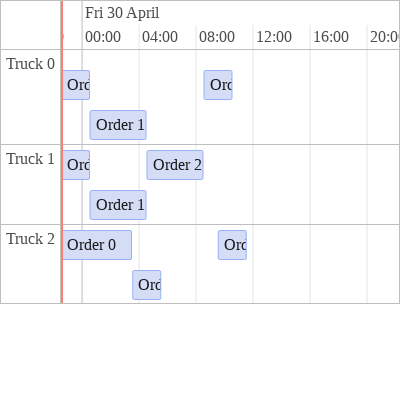 Fri 30 April
00:00 04:00 08:00 12:00 16:00 20:0
Truck 0
Ord Ord
Order 1
Truck 1
Ord Order 2
Order 1
Truck 2
Order 0 Ord
Ord